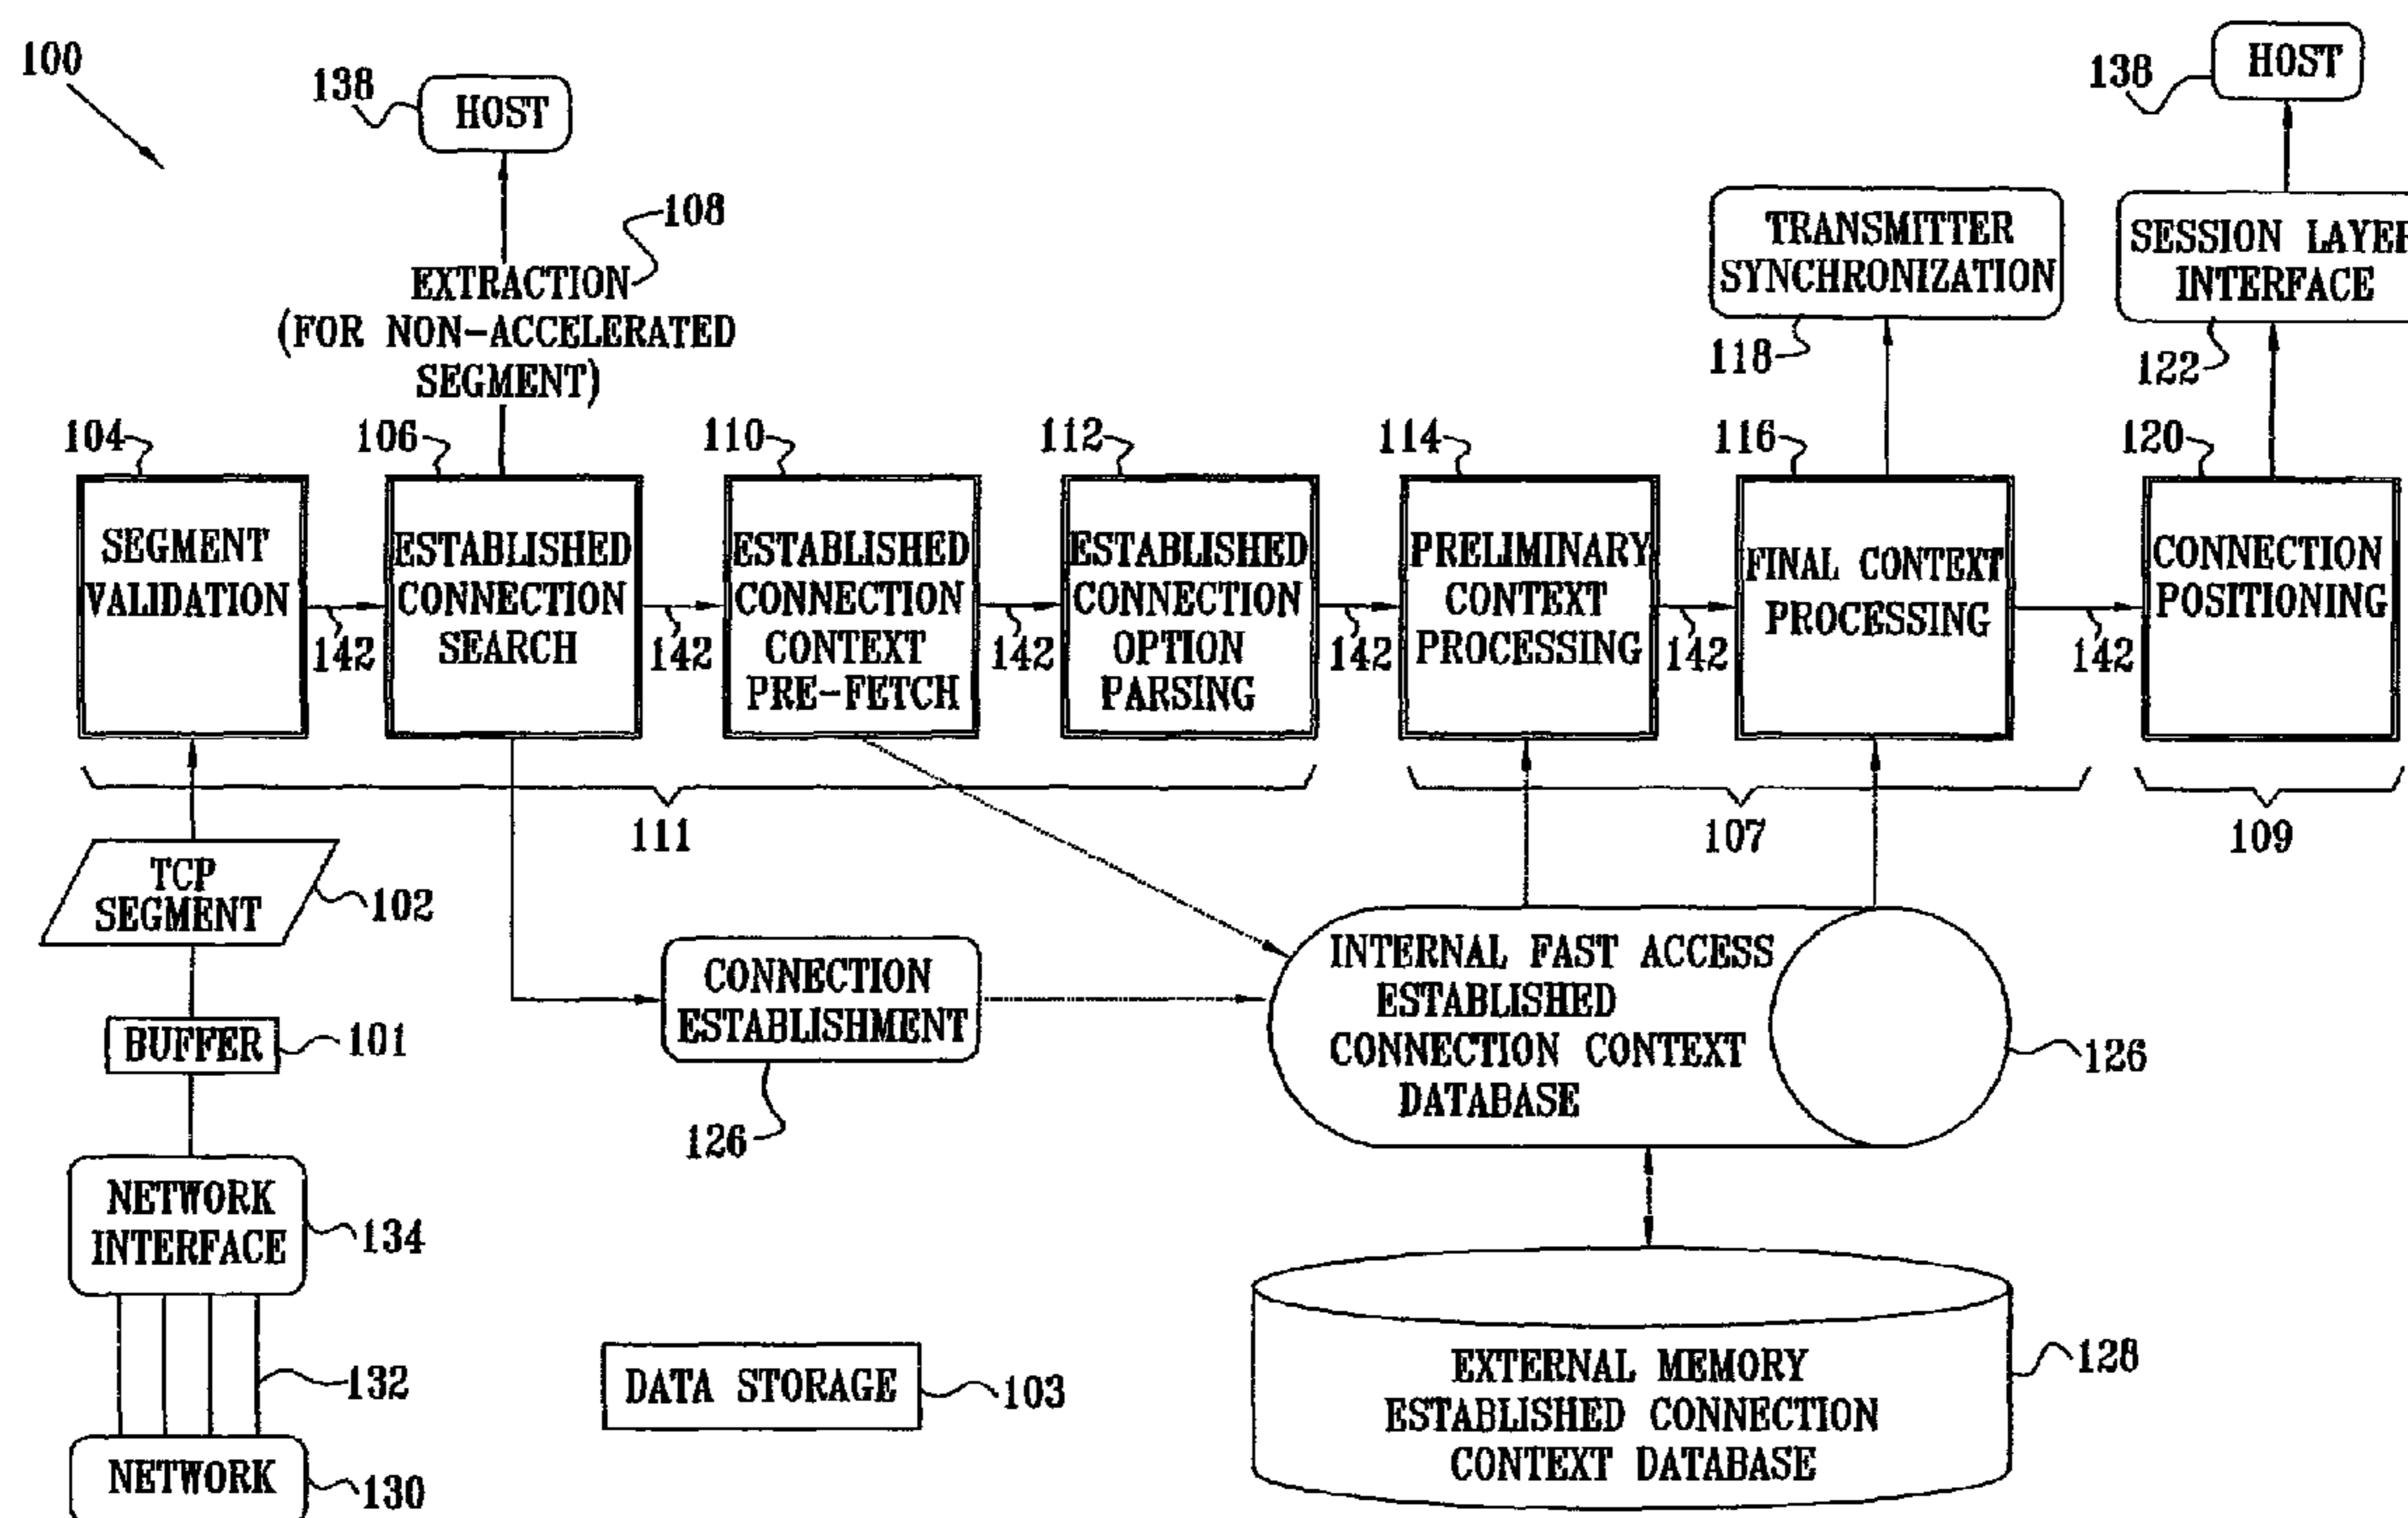 100
138
HOST
138
HOST
108
EXTRACTION
(FOR NON-ACCELERATED
SEGMENT)
TRANSMITTER
SYNCHRONIZATION
118
SESSION LAYER
INTERFACE
122
104
106
110
112
114
116
120
SEGMENT
VALIDATION
142
ESTABLISHED
CONNECTION
SEARCH
142
ESTABLISHED
CONNECTION
CONTEXT
PRE-FETCH
142
ESTABLISHED
CONNECTION
OPTION
PARSING
142
PRELIMINARY
CONTEXT
PROCESSING
142
FINAL CONTEXT
PROCESSING
142
CONNECTION
POSITIONING
111
107
109
TCP
SEGMENT
102
BUFFER
101
CONNECTION
ESTABLISHMENT
126
INTERNAL FAST ACCESS
ESTABLISHED
CONNECTION CONTEXT
DATABASE
126
NETWORK
INTERFACE
134
132
NETWORK
130
DATA STORAGE
103
EXTERNAL MEMORY
ESTABLISHED CONNECTION
CONTEXT DATABASE
128